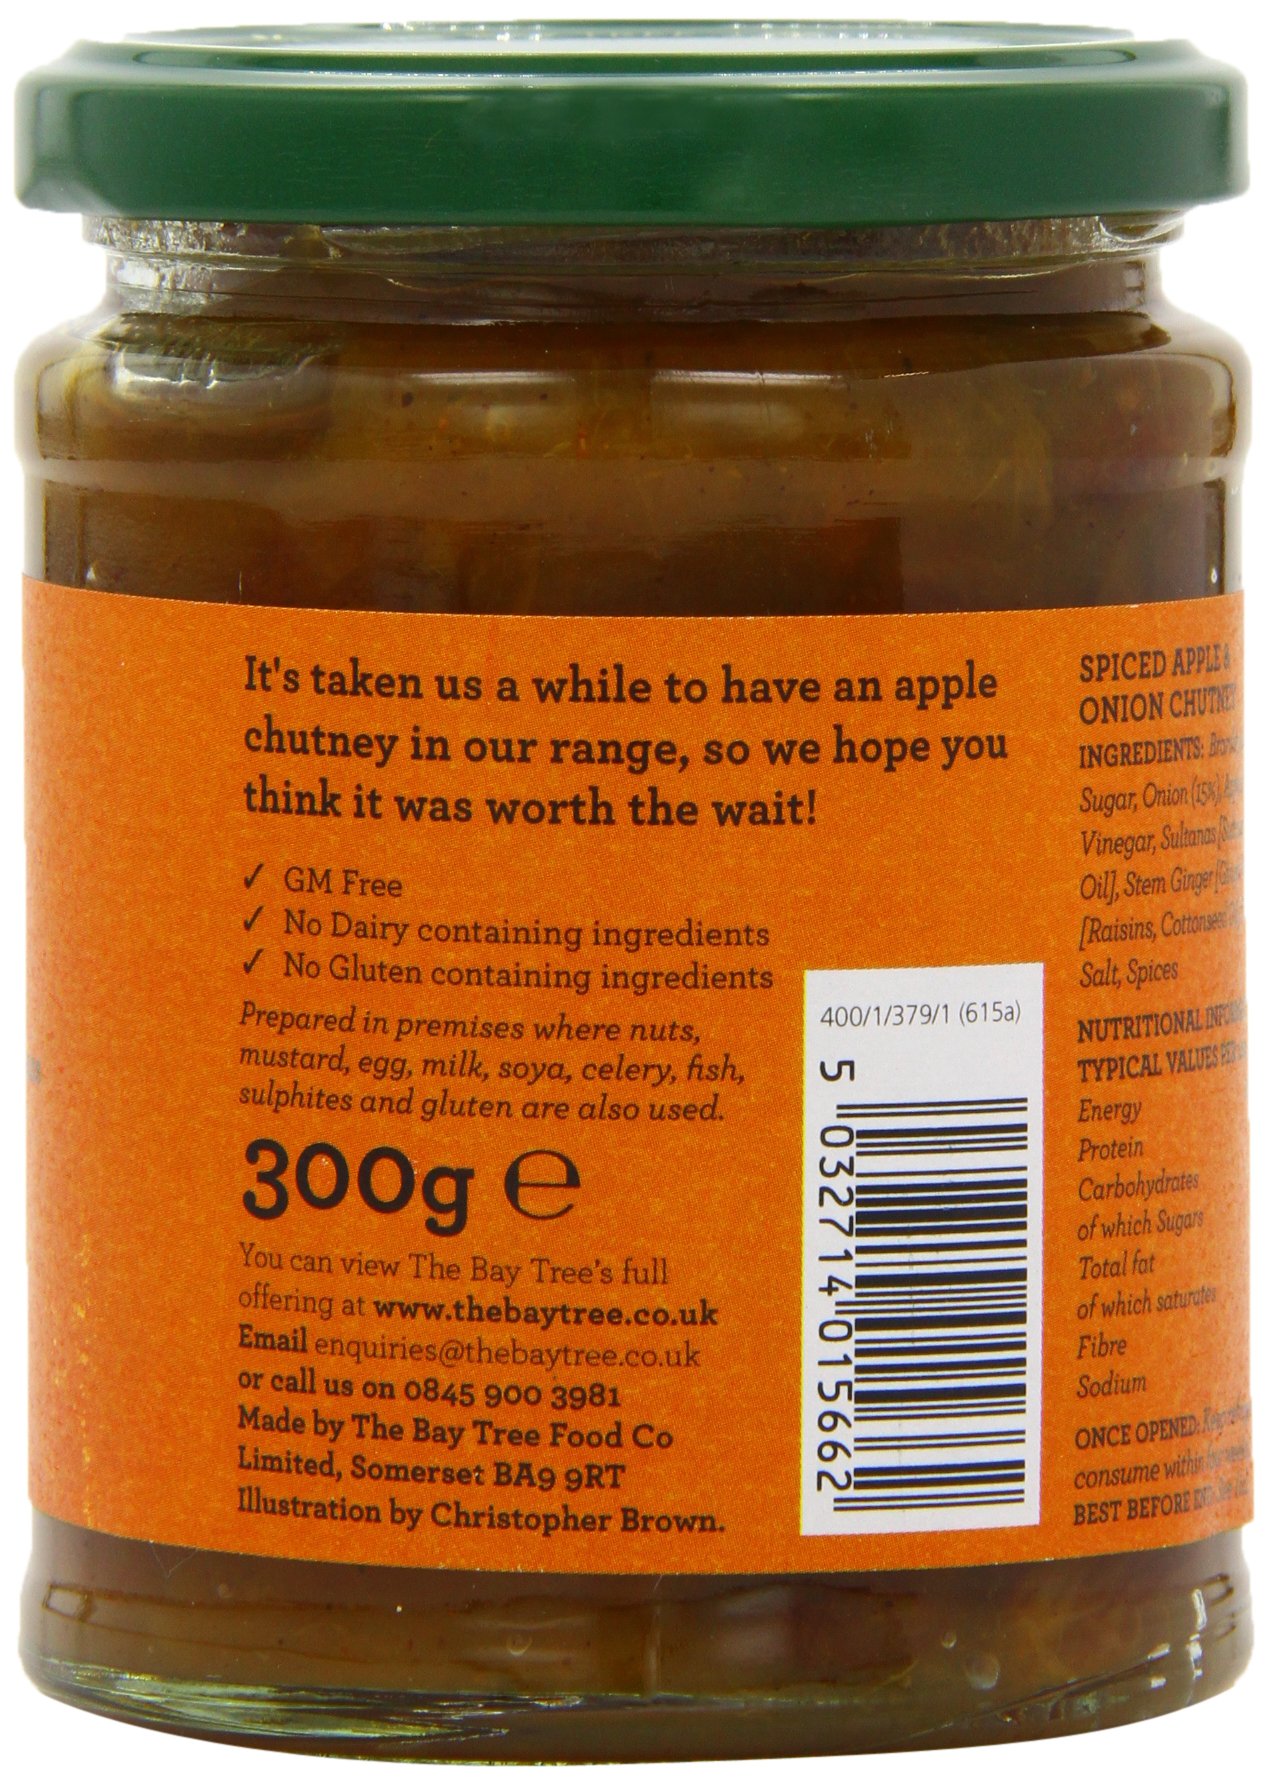 It's taken us a while to have an apple
chutney in our range, so we hope you
think it was worth the wait!
✓ GM Free
✓ No Dairy containing ingredients
✓ No Gluten containing ingredients
Prepared in premises where nuts,
mustard, egg, milk, soya, celery, fish,
sulphites and gluten are also used.
300g ℮
You can view The Bay Tree's full
offering at www.thebaytree.co.uk
Email enquiries@thebaytree.co.uk
or call us on 0845 900 3981
Made by The Bay Tree Food Co
Limited, Somerset BA9 9RT
Illustration by Christopher Brown.
400/1/379/1 (615a)
5 032714 015662
SPICED APPLE &
ONION CHUTNEY
INGREDIENTS:
Sugar, Onion (15%),
Vinegar, Sultanas
Oil], Stem Ginger
[Raisins, Cottonseed
Salt, Spices
NUTRITIONAL
TYPICAL VALUES
Energy
Protein
Carbohydrates
of which Sugars
Total fat
of which saturates
Fibre
Sodium
ONCE OPENED:
consume within
BEST BEFORE